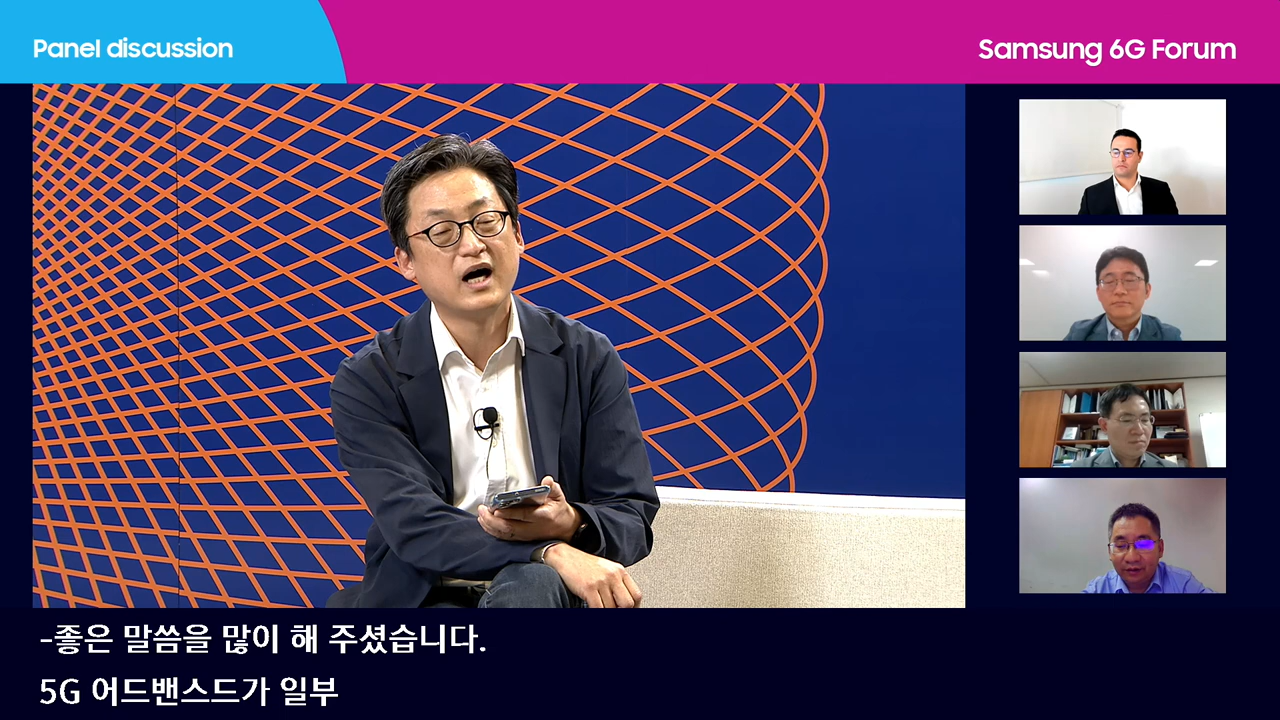 Panel discussion
Samsung 6G Forum
-좋은 말씀을 많이 해 주셨습니다.
5G 어드밴스드가 일부